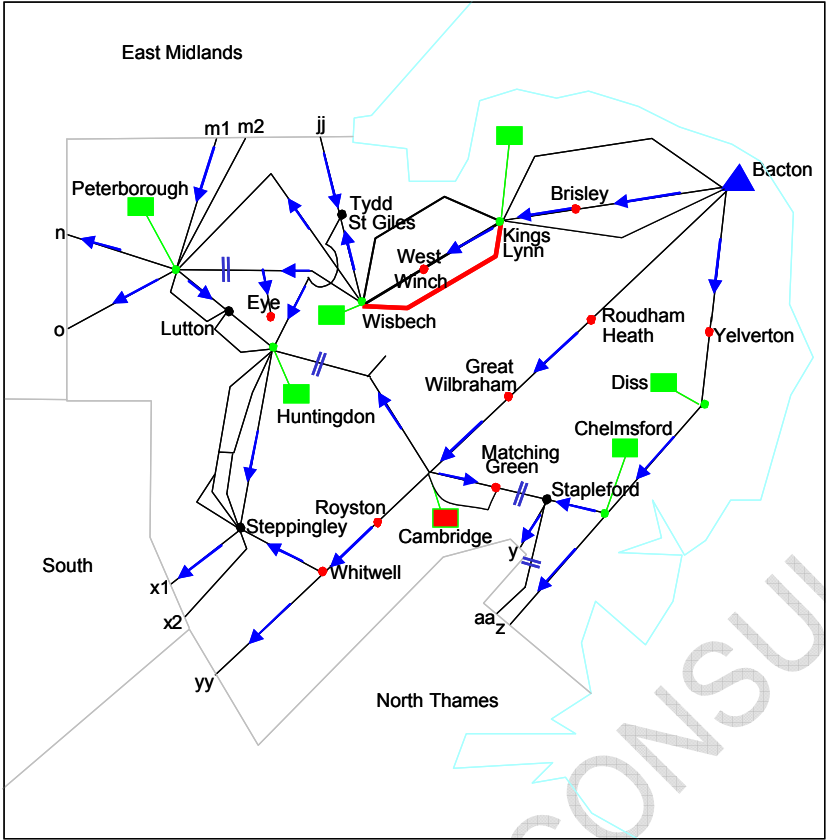 East Midlands
m1
m2
jj
Bacton
Peterborough
Brisley
Tydd
St Giles
n
Kings
Lynn
West
Winch
Eye
o
Lutton
Wisbech
Roudham
Heath
Yelverton
Great
Wilbraham
Diss
Huntingdon
Chelmsford
Matching
Green
Stapleford
Royston
Cambridge
Steppingley
y
South
Whitwell
x1
x2
aa
z
yy
North Thames
CONSU